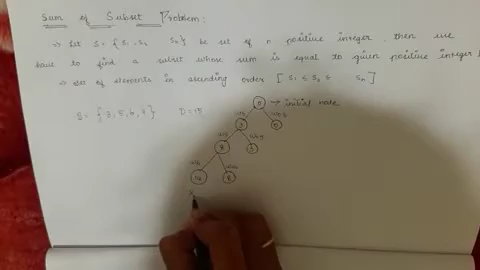 Sum of Subset Problem:
→ Let S = { S1, S2 Sn } be set of n positive integer, then we
have to find a subset whose sum is equal to given positive integer
→ Set of elements in ascending order [ S1 ≤ S2 ≤ Sn ]
S = { 3, 5, 6, 7 } D = 15
0 → initial node
3 0
8 3
14 8
x